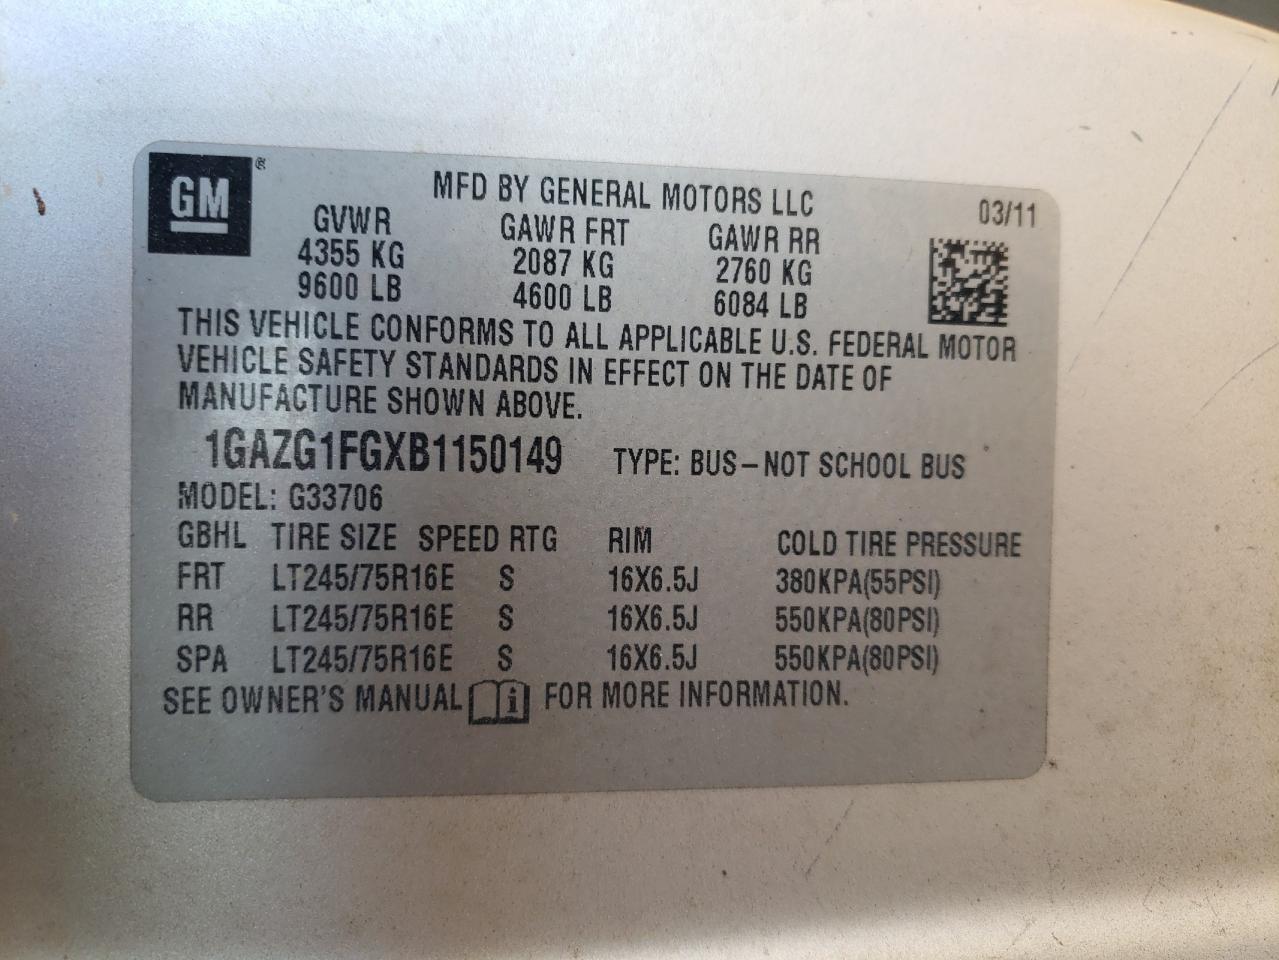 GM ®
MFD BY GENERAL MOTORS LLC
03/11
GVWR GAWR FRT GAWR RR
4355 KG 2087 KG 2760 KG
9600 LB 4600 LB 6084 LB
THIS VEHICLE CONFORMS TO ALL APPLICABLE U.S. FEDERAL MOTOR
VEHICLE SAFETY STANDARDS IN EFFECT ON THE DATE OF
MANUFACTURE SHOWN ABOVE.
1GAZG1FGXB1150149 TYPE: BUS–NOT SCHOOL BUS
MODEL: G33706
GBHL TIRE SIZE SPEED RTG RIM COLD TIRE PRESSURE
FRT LT245/75R16E S 16X6.5J 380KPA(55PSI)
RR LT245/75R16E S 16X6.5J 550KPA(80PSI)
SPA LT245/75R16E S 16X6.5J 550KPA(80PSI)
SEE OWNER'S MANUAL i FOR MORE INFORMATION.